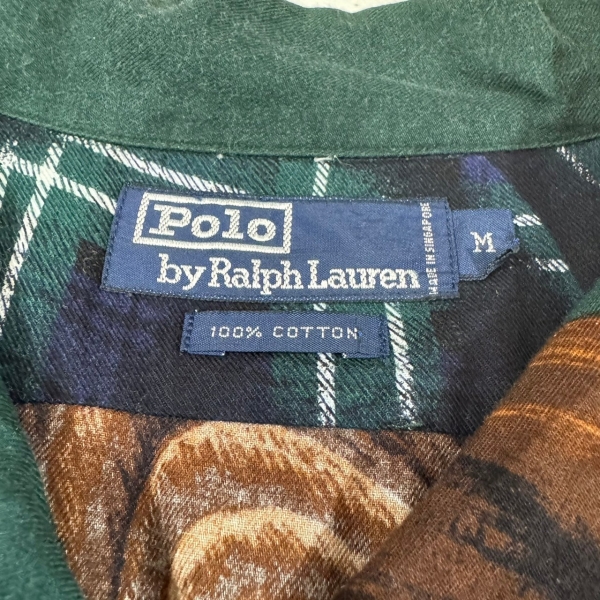 Polo
by Ralph Lauren
MADE IN SINGAPORE
M
100% COTTON